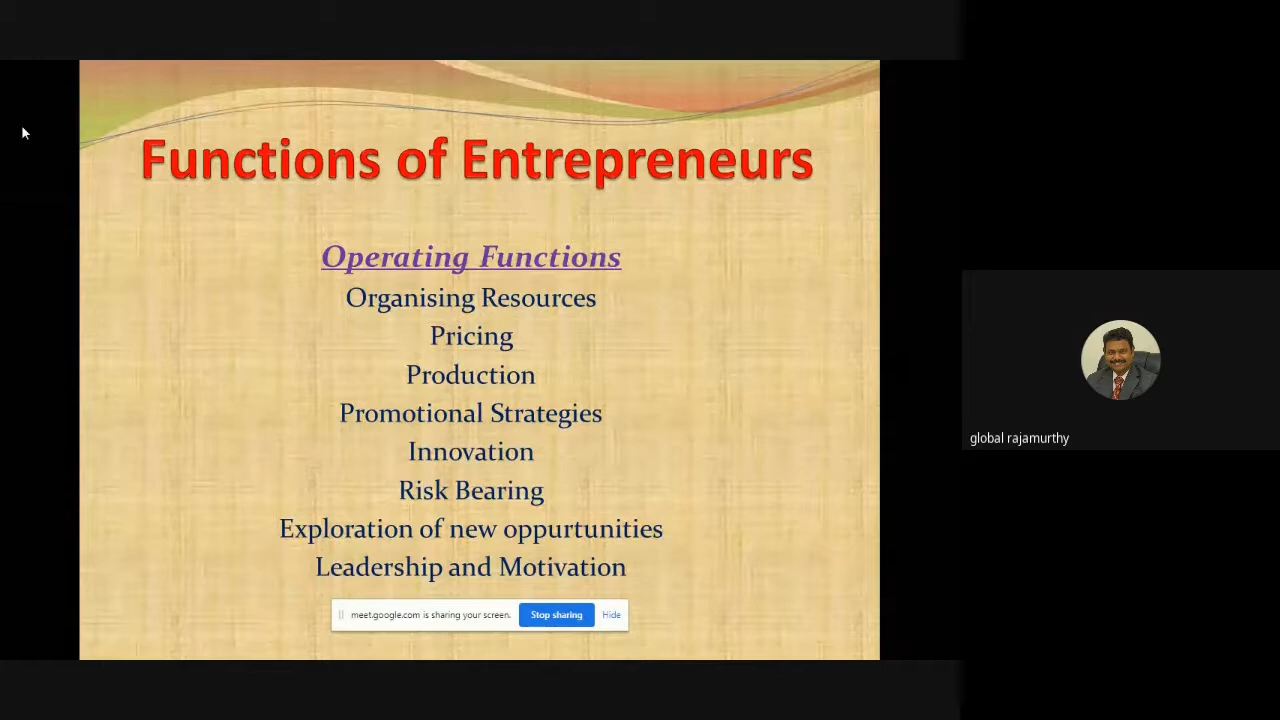 Functions of Entrepreneurs
Operating Functions
Organising Resources
Pricing
Production
Promotional Strategies
Innovation
Risk Bearing
Exploration of new oppurtunities
Leadership and Motivation
meet.google.com is sharing your screen. Stop sharing Hide
global rajamurthy